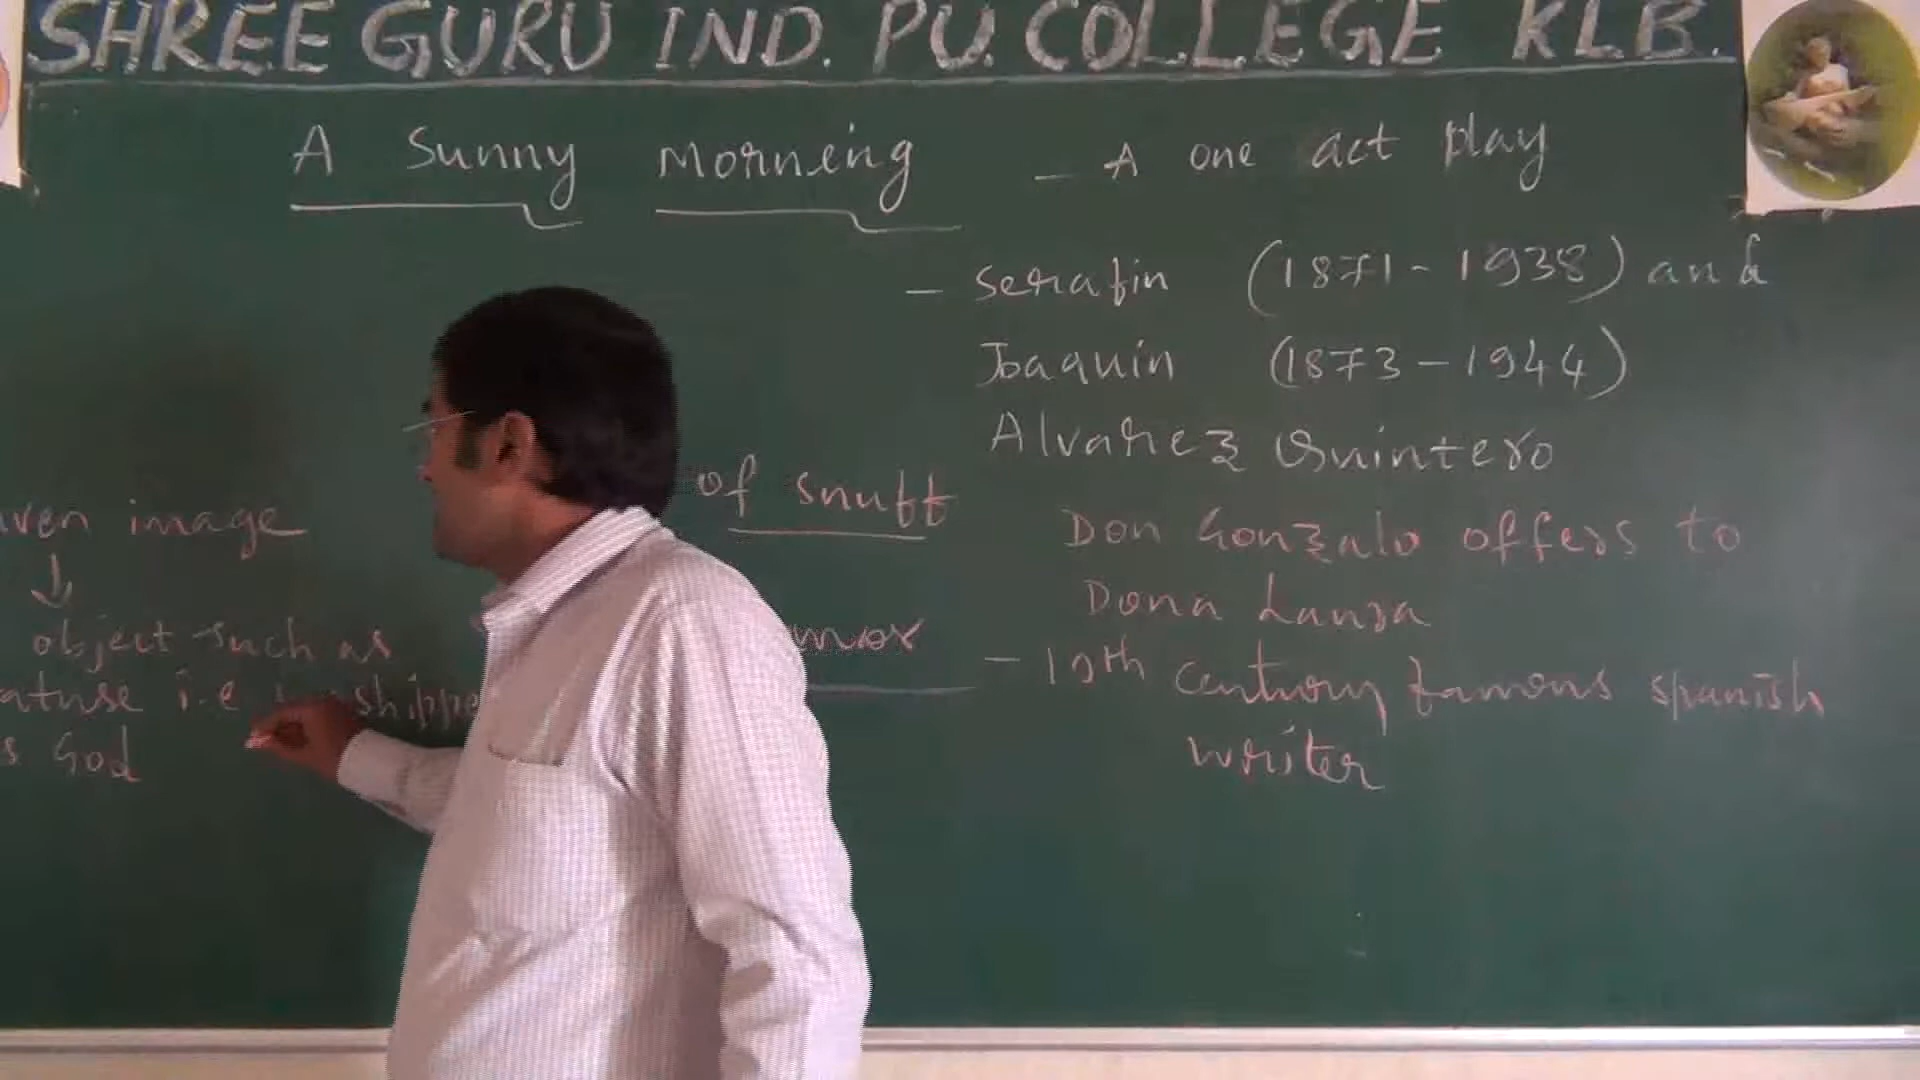 SHREE GURU IND. PU. COLLEGE KLB.
A Sunny Morning - A one act play
- Serafin (1871-1938) and
Joaquin (1873-1944)
Alvarez Quintero
of snuff
Don Gonzalo offers to
Dona Laura
- 19th century famous spanish
writer
image
↓
object such as
i.e
God